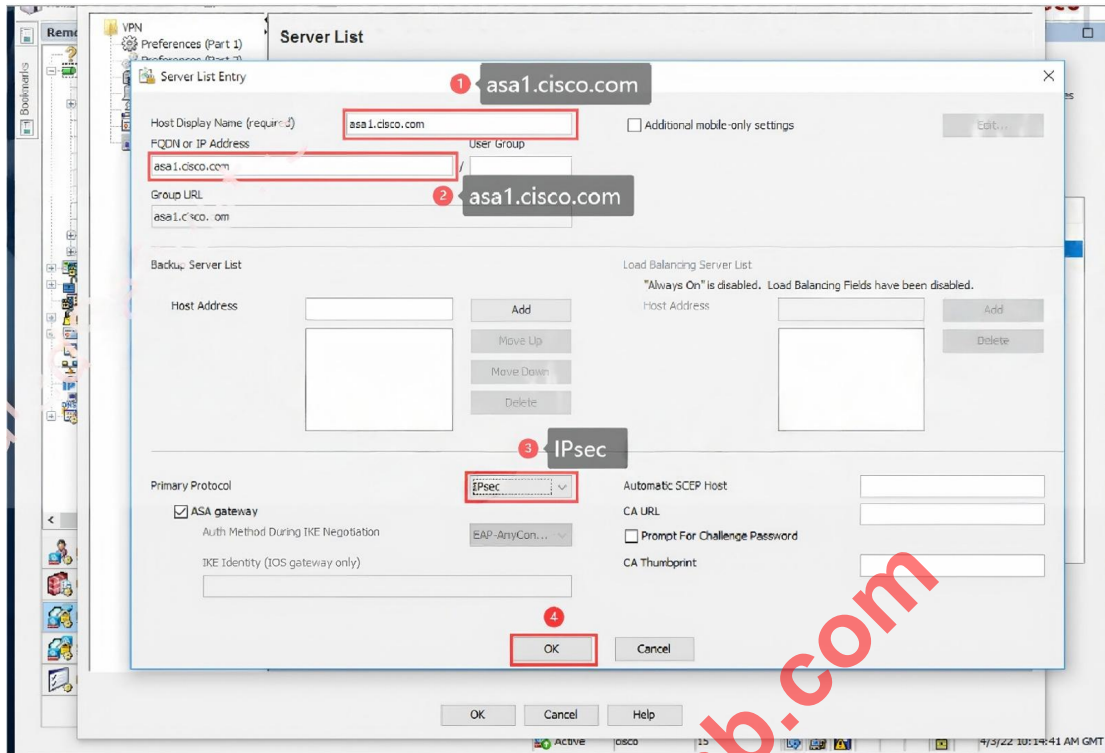 VPN
Preferences (Part 1)
Server List
Bookmarks
Server List Entry
1 asa1.cisco.com
Host Display Name (required)
asa1.cisco.com
Additional mobile-only settings
Edit...
FQDN or IP Address
User Group
asa1.cisco.com
/
Group URL
2 asa1.cisco.com
Backup Server List
Load Balancing Server List
"Always On" is disabled. Load Balancing Fields have been disabled.
Host Address
Add
Host Address
Add
Move Up
Delete
Move Down
Delete
3 IPsec
Primary Protocol
IPsec
Automatic SCEP Host
ASA gateway
CA URL
Auth Method During IKE Negotiation
EAP-AnyCon...
Prompt For Challenge Password
IKE Identity (IOS gateway only)
CA Thumbprint
4
OK
Cancel
OK
Cancel
Help
Active
cisco
15
4/3/22 10:14:41 AM GMT